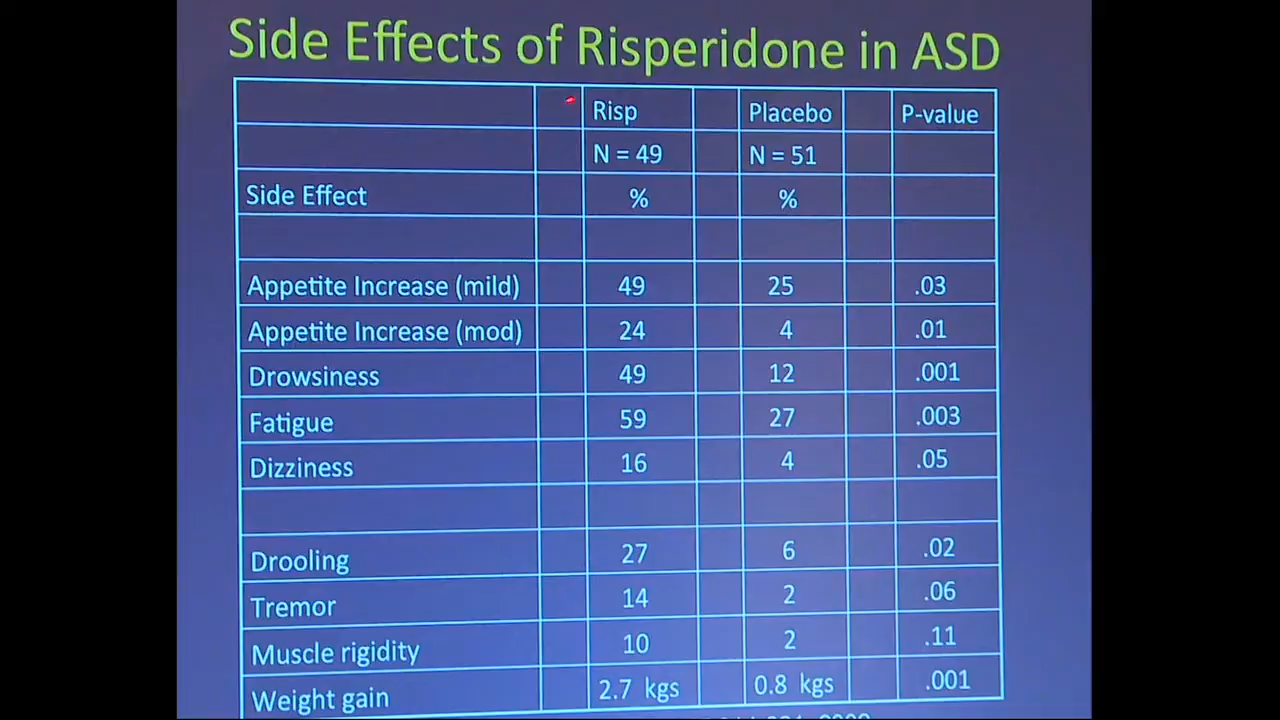 Side Effects of Risperidone in ASD
Risp Placebo P-value
N = 49 N = 51
Side Effect % %
Appetite Increase (mild) 49 25 .03
Appetite Increase (mod) 24 4 .01
Drowsiness 49 12 .001
Fatigue 59 27 .003
Dizziness 16 4 .05
Drooling 27 6 .02
Tremor 14 2 .06
Muscle rigidity 10 2 .11
Weight gain 2.7 kgs 0.8 kgs .001